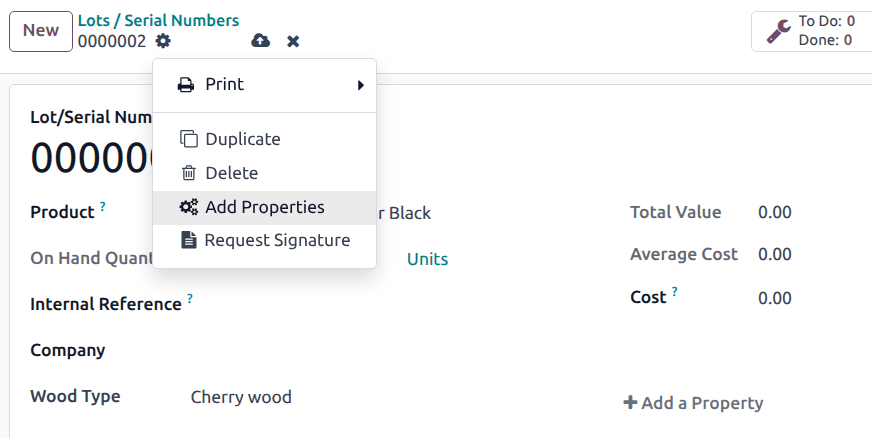 New
Lots / Serial Numbers
0000002
To Do: 0
Done: 0
Print
Lot/Serial Num
Duplicate
Delete
Add Properties
Request Signature
Product ?
r Black
On Hand Quant
Units
Internal Reference ?
Company
Wood Type
Cherry wood
Total Value 0.00
Average Cost 0.00
Cost ? 0.00
+ Add a Property